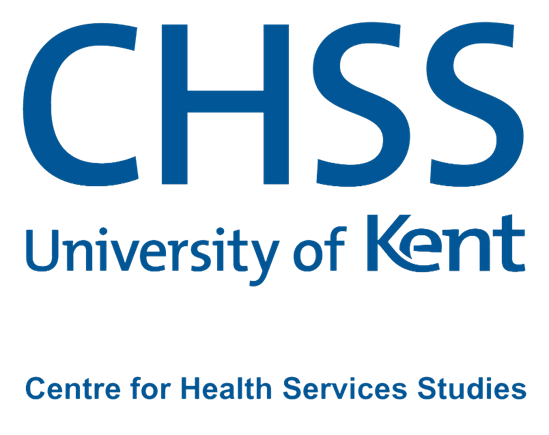 CHSS
University of Kent
Centre for Health Services Studies